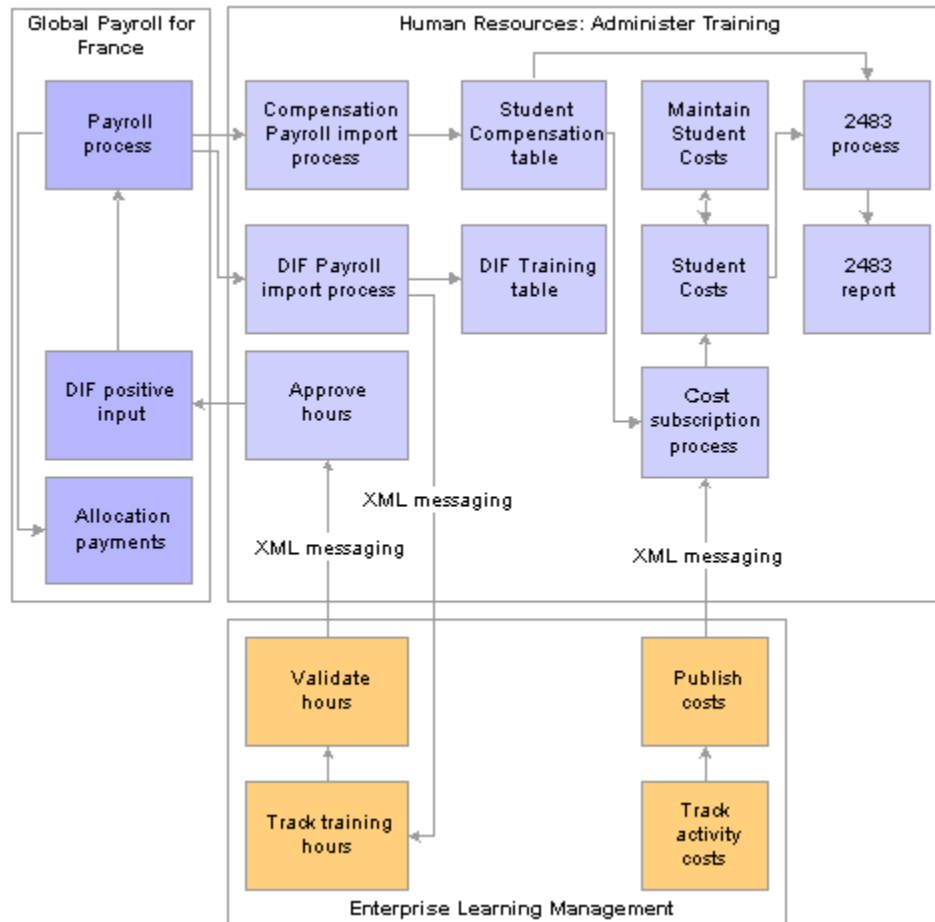 Global Payroll for
France
Human Resources: Administer Training
Payroll
process
Compensation
Payroll import
process
Student
Compensation
table
Maintain
Student
Costs
2483
process
DIF Payroll
import process
DIF Training
table
Student
Costs
2483
report
DIF positive
input
Approve
hours
Cost
subscription
process
Allocation
payments
XML messaging
XML messaging
XML messaging
Validate
hours
Publish
costs
Track training
hours
Track
activity
costs
Enterprise Learning Management